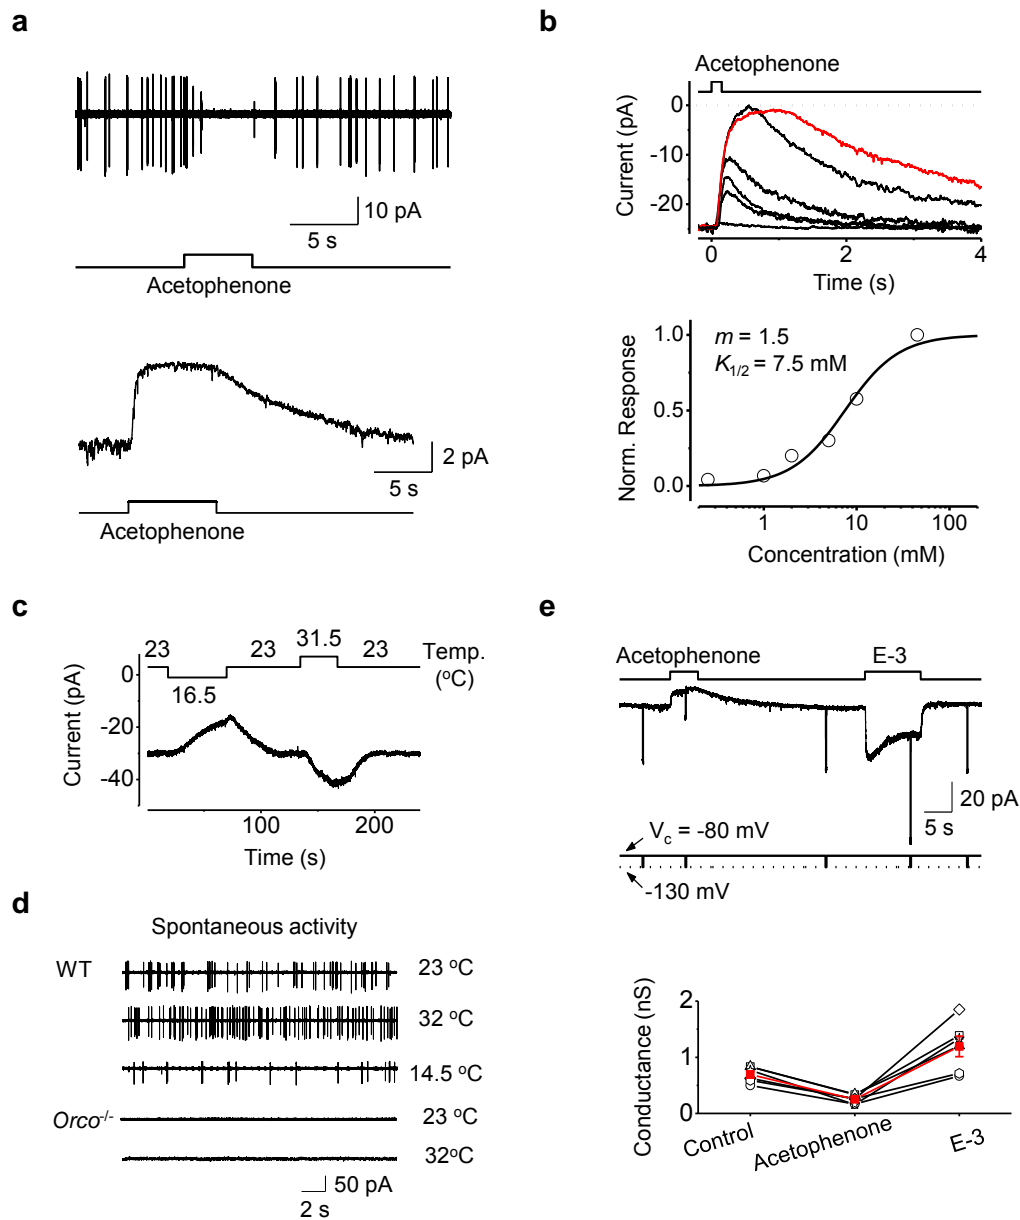 a
10 pA
5 s
Acetophenone
2 pA
5 s
Acetophenone
b
Acetophenone
0
-10
-20
Current (pA)
0 2 4
Time (s)
1.0
0.5
0.0
Norm. Response
m = 1.5
K1/2 = 7.5 mM
1 10 100
Concentration (mM)
c
23 16.5 23 31.5 23
Temp.
(oC)
0
-20
-40
Current (pA)
100 200
Time (s)
d
Spontaneous activity
WT 23 oC
32 oC
14.5 oC
Orco-/- 23 oC
32oC
50 pA
2 s
e
Acetophenone E-3
20 pA
5 s
Vc = -80 mV
-130 mV
2
1
0
Conductance (nS)
Control Acetophenone E-3